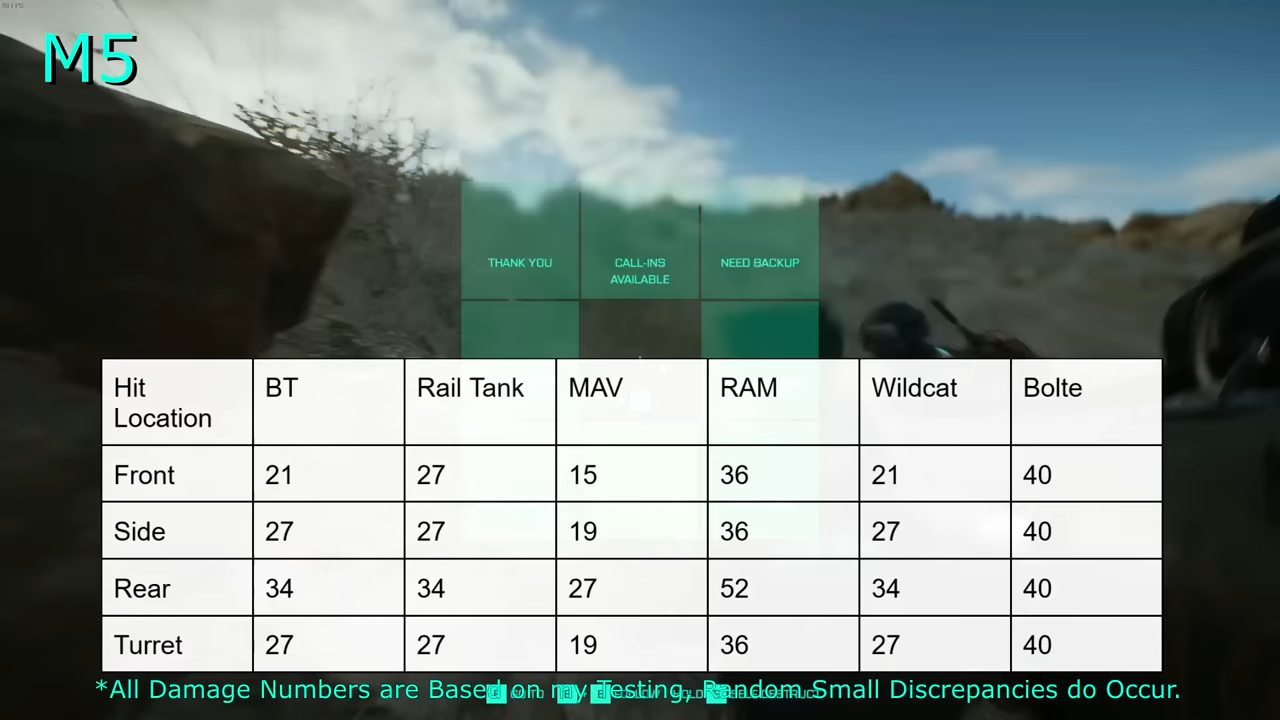 M5
THANK YOU
CALL-INS
AVAILABLE
NEED BACKUP
Hit Location BT Rail Tank MAV RAM Wildcat Bolte
Front 21 27 15 36 21 40
Side 27 27 19 36 27 40
Rear 34 34 27 52 34 40
Turret 27 27 19 36 27 40
*All Damage Numbers are Based on my Testing, Random Small Discrepancies do Occur.